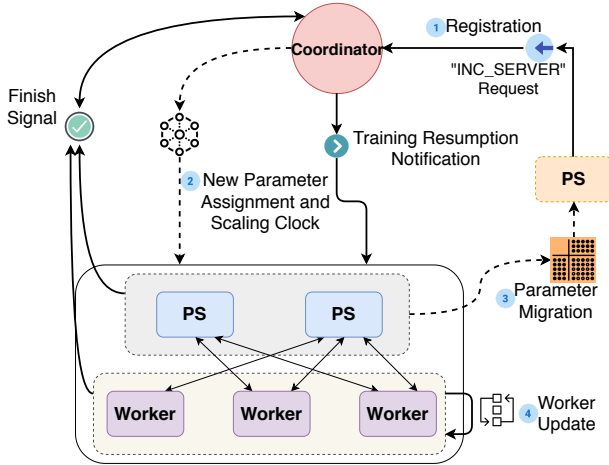 1 Registration
Coordinator
"INC_SERVER"
Request
Finish
Signal
Training Resumption
Notification
2 New Parameter
Assignment and
Scaling Clock
PS
3 Parameter
Migration
PS PS
Worker Worker Worker
4 Worker
Update